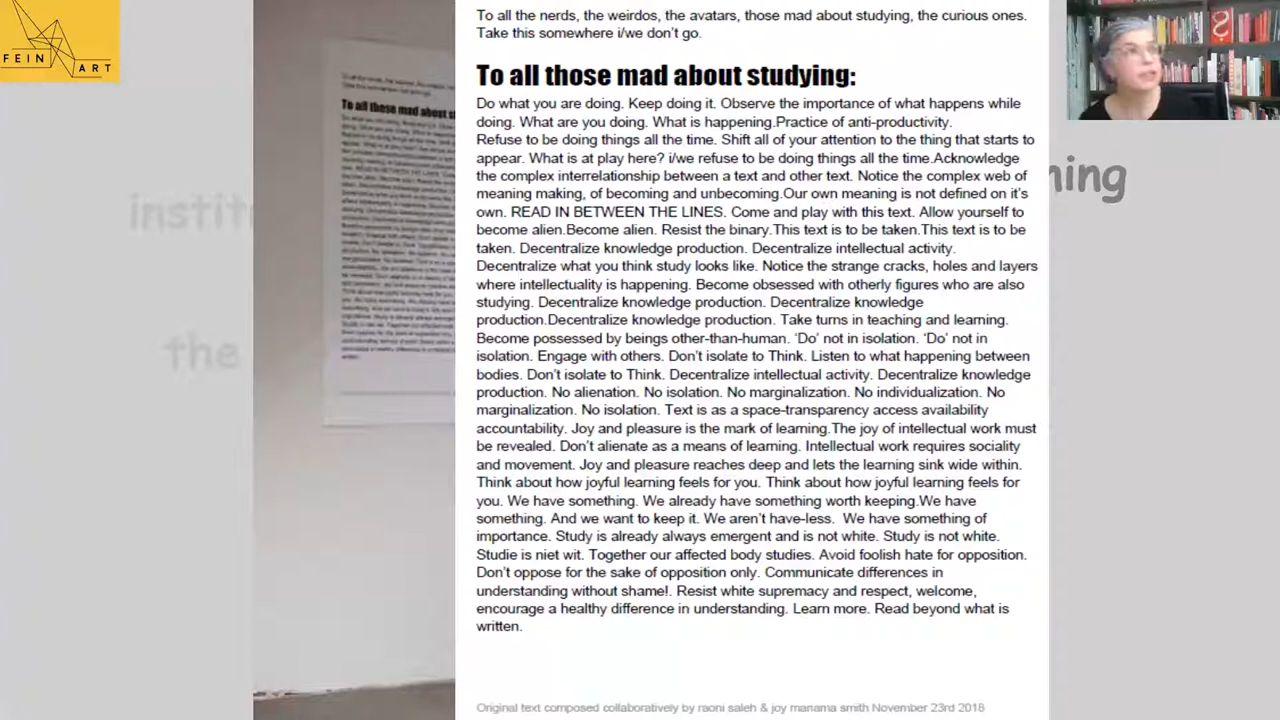 FEIN
ART
To all the nerds, the weirdos, the avatars, those mad about studying, the curious ones.
Take this somewhere i/we don't go.
To all those mad about studying:
Do what you are doing. Keep doing it. Observe the importance of what happens while
doing. What are you doing. What is happening.Practice of anti-productivity.
Refuse to be doing things all the time. Shift all of your attention to the thing that starts to
appear. What is at play here? i/we refuse to be doing things all the time.Acknowledge
the complex interrelationship between a text and other text. Notice the complex web of
meaning making, of becoming and unbecoming.Our own meaning is not defined on it's
own. READ IN BETWEEN THE LINES. Come and play with this text. Allow yourself to
become alien.Become alien. Resist the binary.This text is to be taken.This text is to be
taken. Decentralize knowledge production. Decentralize intellectual activity.
Decentralize what you think study looks like. Notice the strange cracks, holes and layers
where intellectuality is happening. Become obsessed with otherly figures who are also
studying. Decentralize knowledge production. Decentralize knowledge
production.Decentralize knowledge production. Take turns in teaching and learning.
Become possessed by beings other-than-human. 'Do' not in isolation. 'Do' not in
isolation. Engage with others. Don't isolate to Think. Listen to what happening between
bodies. Don't isolate to Think. Decentralize intellectual activity. Decentralize knowledge
production. No alienation. No isolation. No marginalization. No individualization. No
marginalization. No isolation. Text is as a space-transparency access availability
accountability. Joy and pleasure is the mark of learning.The joy of intellectual work must
be revealed. Don't alienate as a means of learning. Intellectual work requires sociality
and movement. Joy and pleasure reaches deep and lets the learning sink wide within.
Think about how joyful learning feels for you. Think about how joyful learning feels for
you. We have something. We already have something worth keeping.We have
something. And we want to keep it. We aren't have-less.  We have something of
importance. Study is already always emergent and is not white. Study is not white.
Studie is niet wit. Together our affected body studies. Avoid foolish hate for opposition.
Don't oppose for the sake of opposition only. Communicate differences in
understanding without shame!. Resist white supremacy and respect, welcome,
encourage a healthy difference in understanding. Learn more. Read beyond what is
written.
Original text composed collaboratively by raoni saleh & joy mariama smith November 23rd 2018
To all those mad about s
instit
the
ning